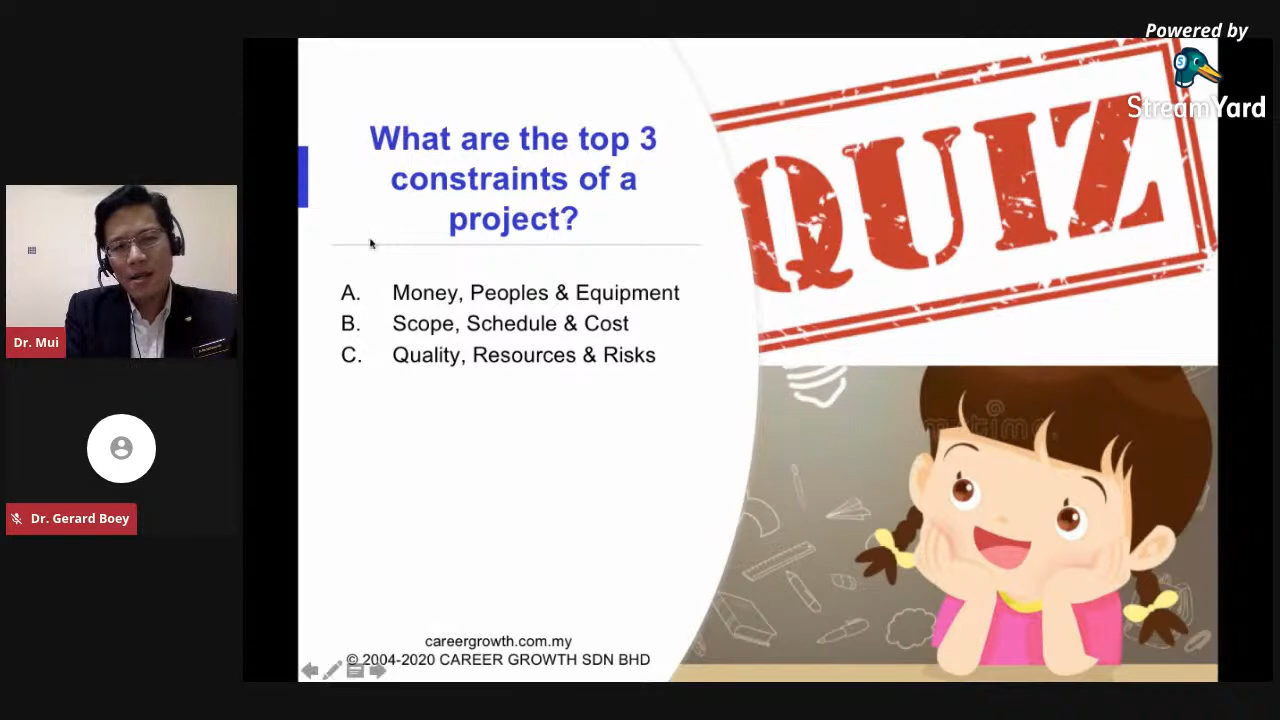 Powered by
StreamYard
QUIZ
What are the top 3
constraints of a
project?
A. Money, Peoples & Equipment
B. Scope, Schedule & Cost
C. Quality, Resources & Risks
Dr. Mui
Dr. Gerard Boey
careergrowth.com.my
© 2004-2020 CAREER GROWTH SDN BHD